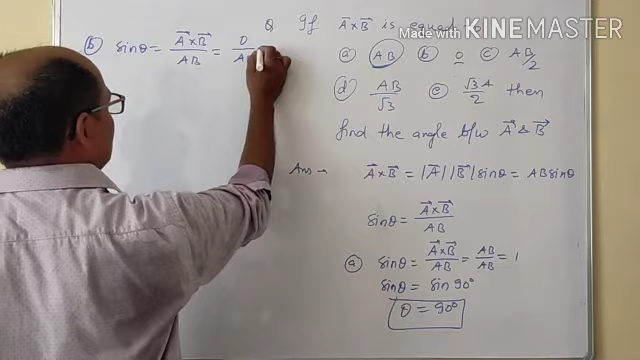 Made with KINEMASTER
Q If A⃗×B⃗ is equal
(a) AB (b) 0 (c) AB/2
(d) AB/√3 (e) √3A/2 then
find the angle b/w A⃗ & B⃗
Ans → A⃗×B⃗ = |A⃗||B⃗|sinθ = ABsinθ
sinθ = A⃗×B⃗/AB
(a) sinθ = A⃗×B⃗/AB = AB/AB = 1
sinθ = sin90°
θ = 90°
(b) sinθ = A⃗×B⃗/AB = 0/A